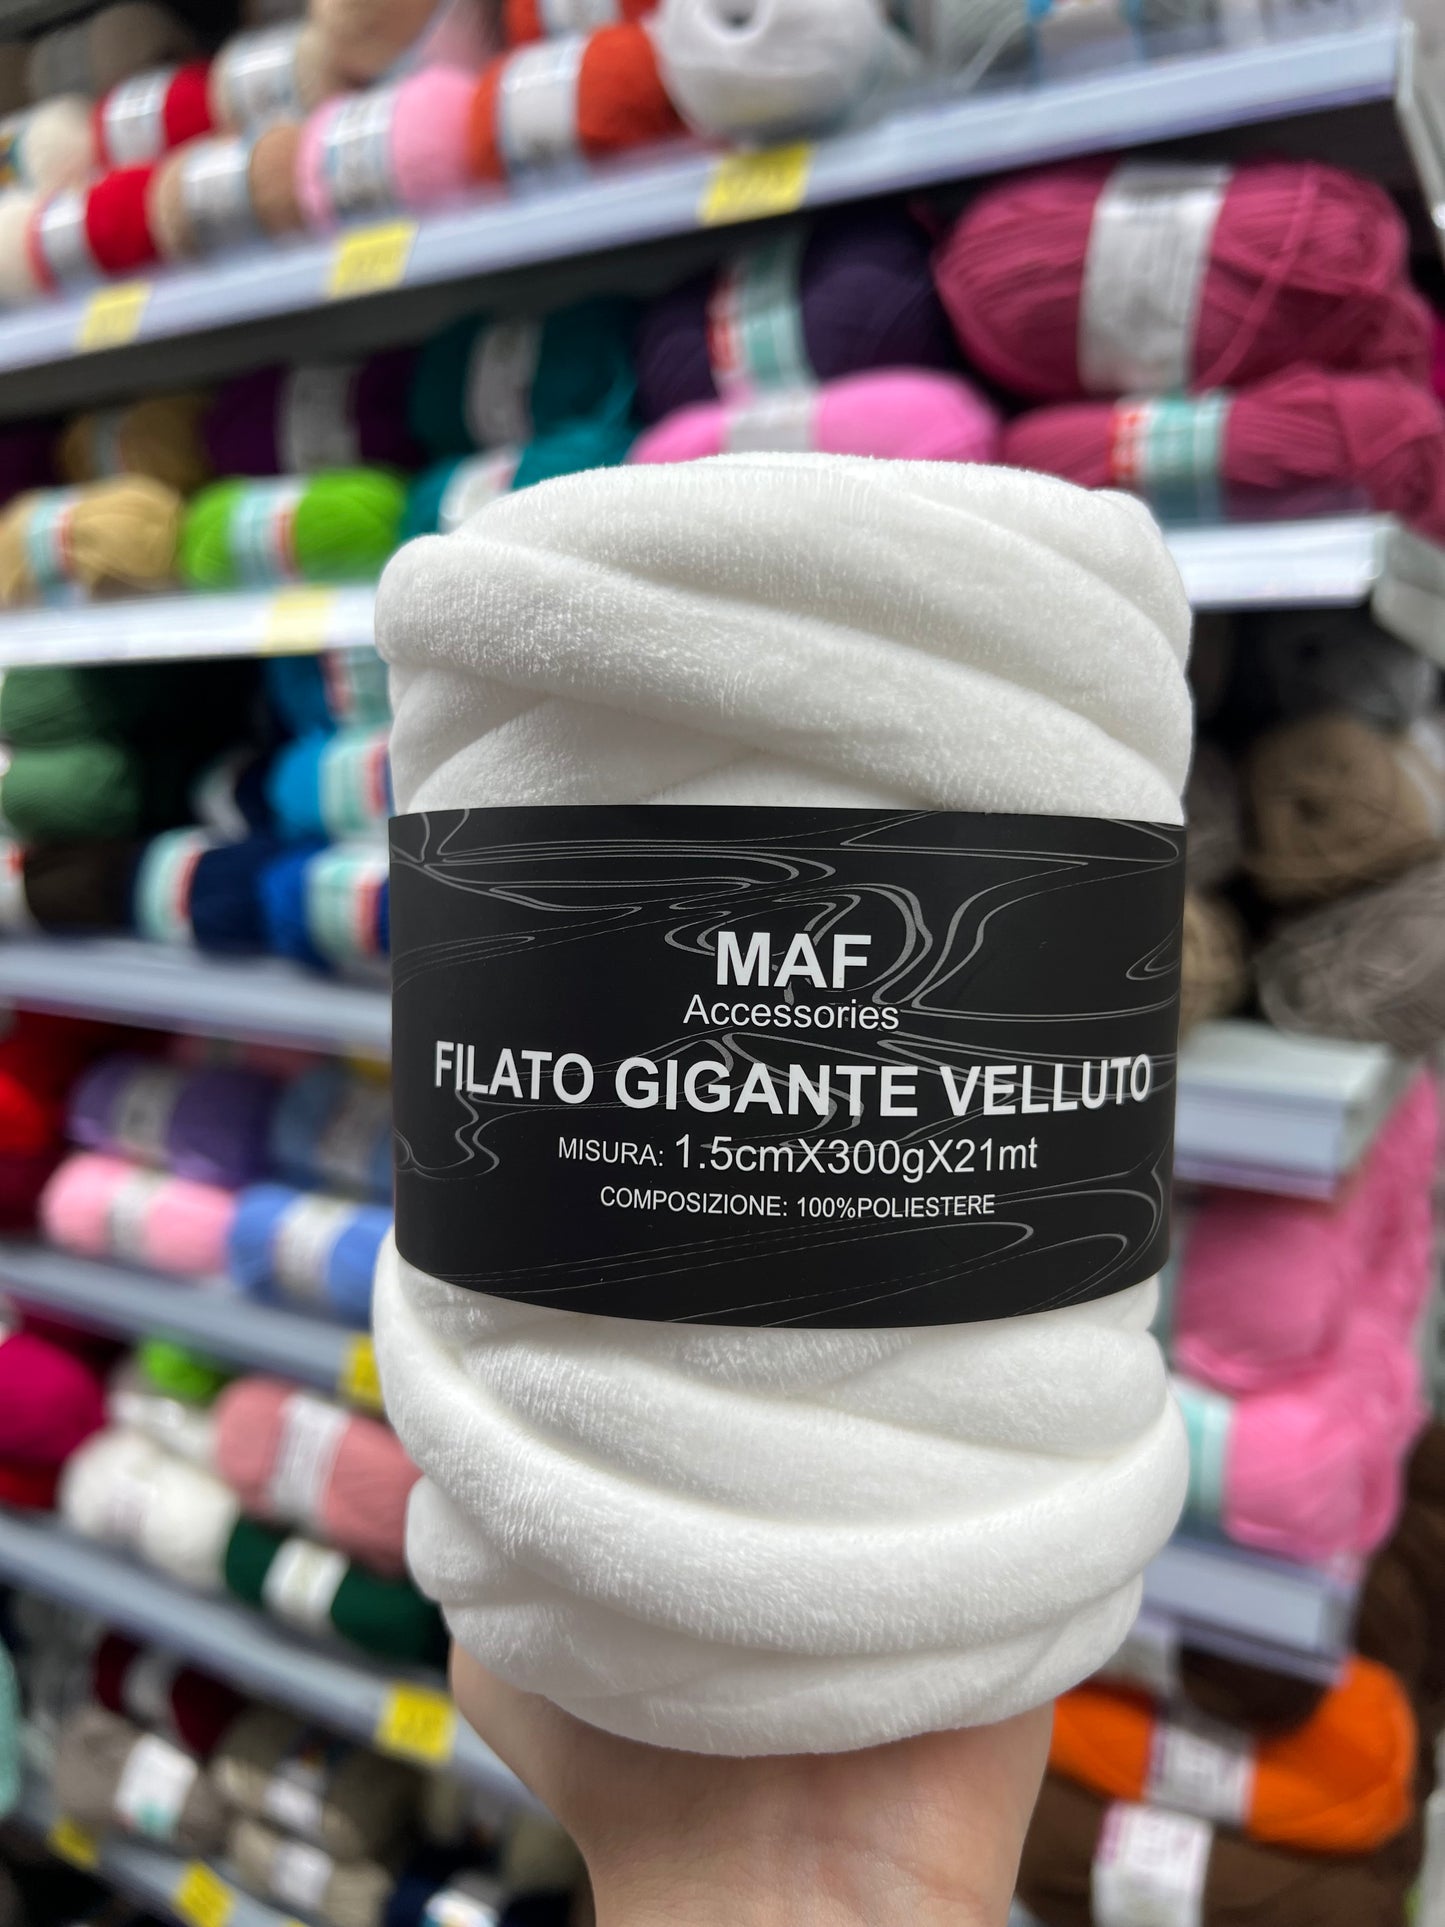 MAF
Accessories
FILATO GIGANTE VELLUTO
MISURA: 1.5cmX300gX21mt
COMPOSIZIONE: 100%POLIESTERE